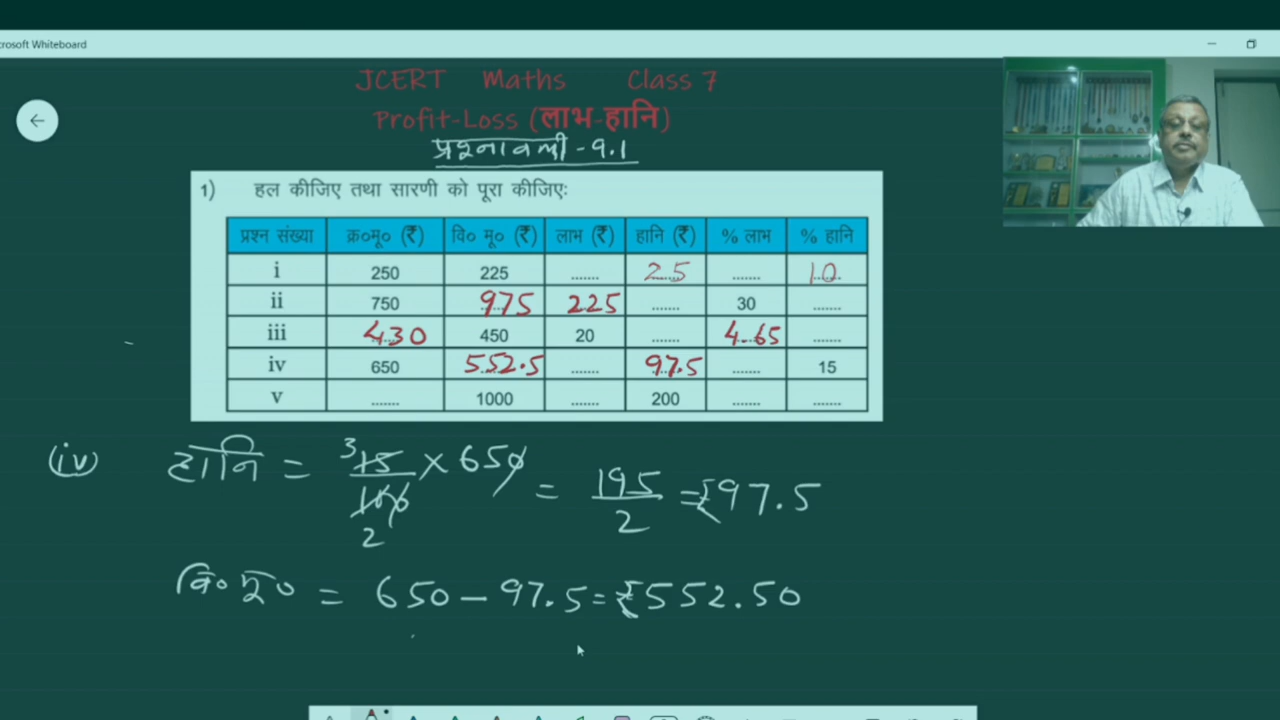 crosoft Whiteboard
JCERT Maths Class 7
Profit-Loss (लाभ-हानि)
प्रश्नावली-9.1
1) हल कीजिए तथा सारणी को पूरा कीजिएः
प्रश्न संख्या क्र०मू० (₹) वि० मू० (₹) लाभ (₹) हानि (₹) % लाभ % हानि
i 250 225 ....... 25 ....... 10
ii 750 975 225 ....... 30 .......
iii 430 450 20 ....... 4.65 .......
iv 650 552.5 ....... 97.5 ....... 15
v ....... 1000 ....... 200 ....... .......
(iv) हानि = 3 15/100 2 × 650 = 195/2 = ₹97.5
वि० मू० = 650 - 97.5 = ₹552.50